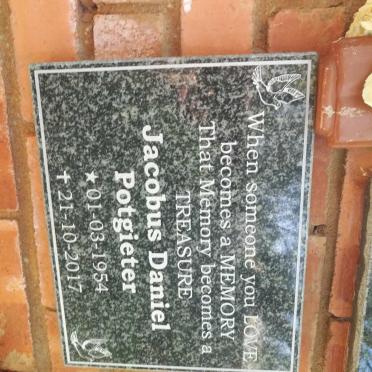 When someone you LOVE
becomes a MEMORY
That Memory becomes a
TREASURE
Jacobus Daniel
Potgieter
★ 01-03-1954
✝ 21-10-2017